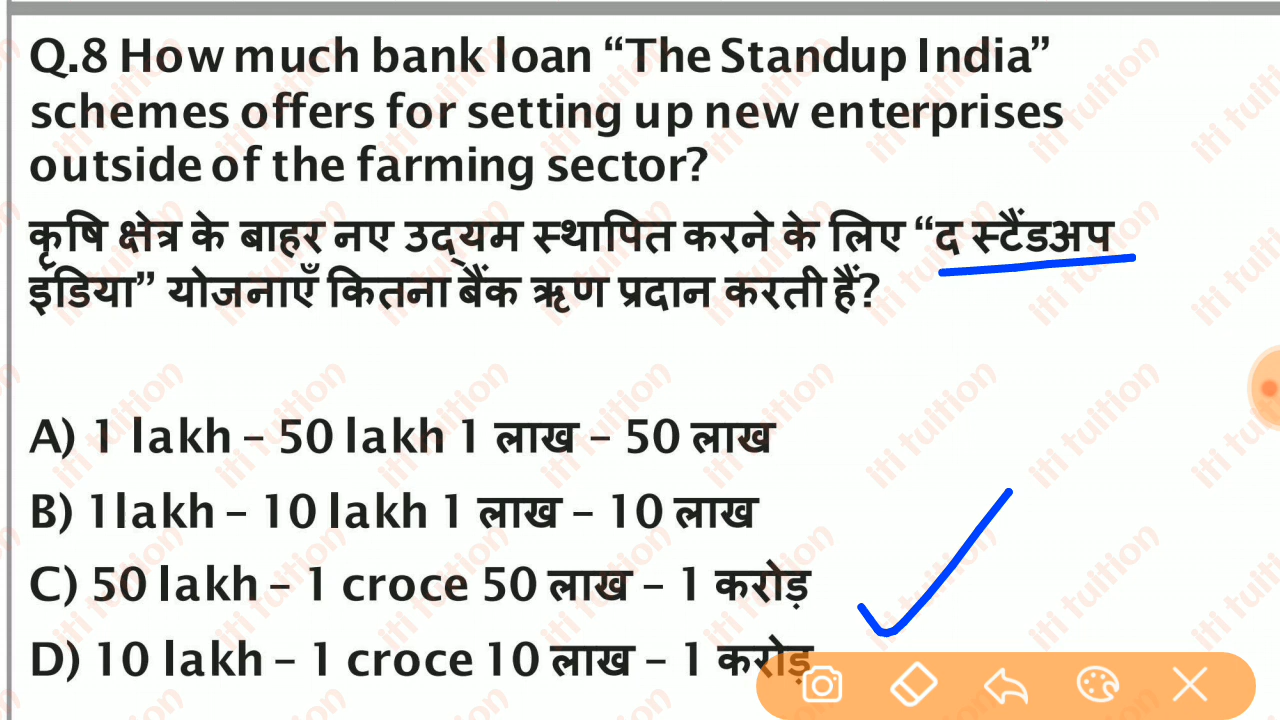 Q.8 How much bank loan “The Standup India”
schemes offers for setting up new enterprises
outside of the farming sector?
कृषि क्षेत्र के बाहर नए उद्यम स्थापित करने के लिए “द स्टैंडअप
इंडिया” योजनाएँ कितना बैंक ऋण प्रदान करती हैं?
A) 1 lakh – 50 lakh 1 लाख – 50 लाख
B) 1lakh – 10 lakh 1 लाख – 10 लाख
C) 50 lakh – 1 croce 50 लाख – 1 करोड़
D) 10 lakh – 1 croce 10 लाख – 1 करोड़
iti tuition